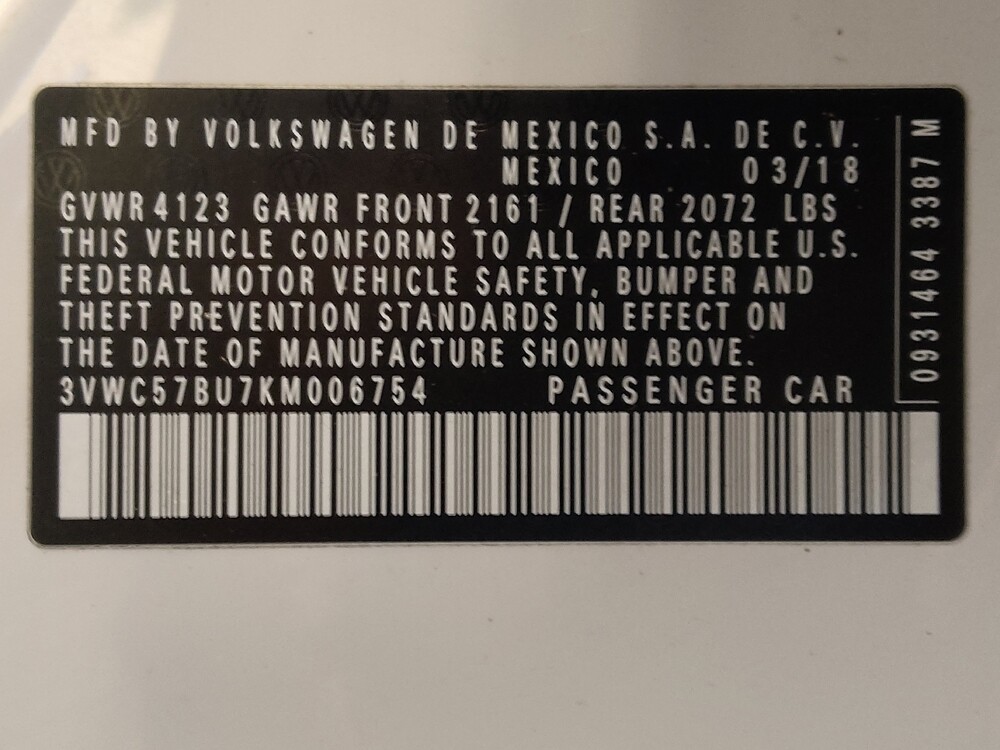 MFD BY VOLKSWAGEN DE MEXICO S.A. DE C.V.
MEXICO 03/18
GVWR 4123 GAWR FRONT 2161 / REAR 2072 LBS
THIS VEHICLE CONFORMS TO ALL APPLICABLE U.S.
FEDERAL MOTOR VEHICLE SAFETY, BUMPER AND
THEFT PREVENTION STANDARDS IN EFFECT ON
THE DATE OF MANUFACTURE SHOWN ABOVE.
3VWC57BU7KM006754 PASSENGER CAR
0931464 3387 M